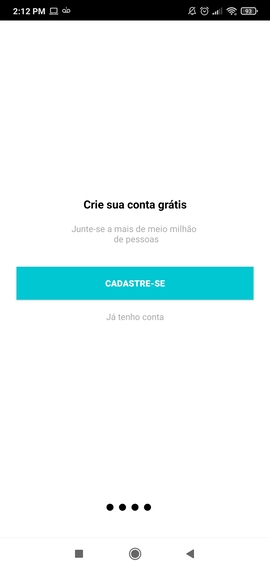 2:12 PM
93
Crie sua conta grátis
Junte-se a mais de meio milhão
de pessoas
CADASTRE-SE
Já tenho conta